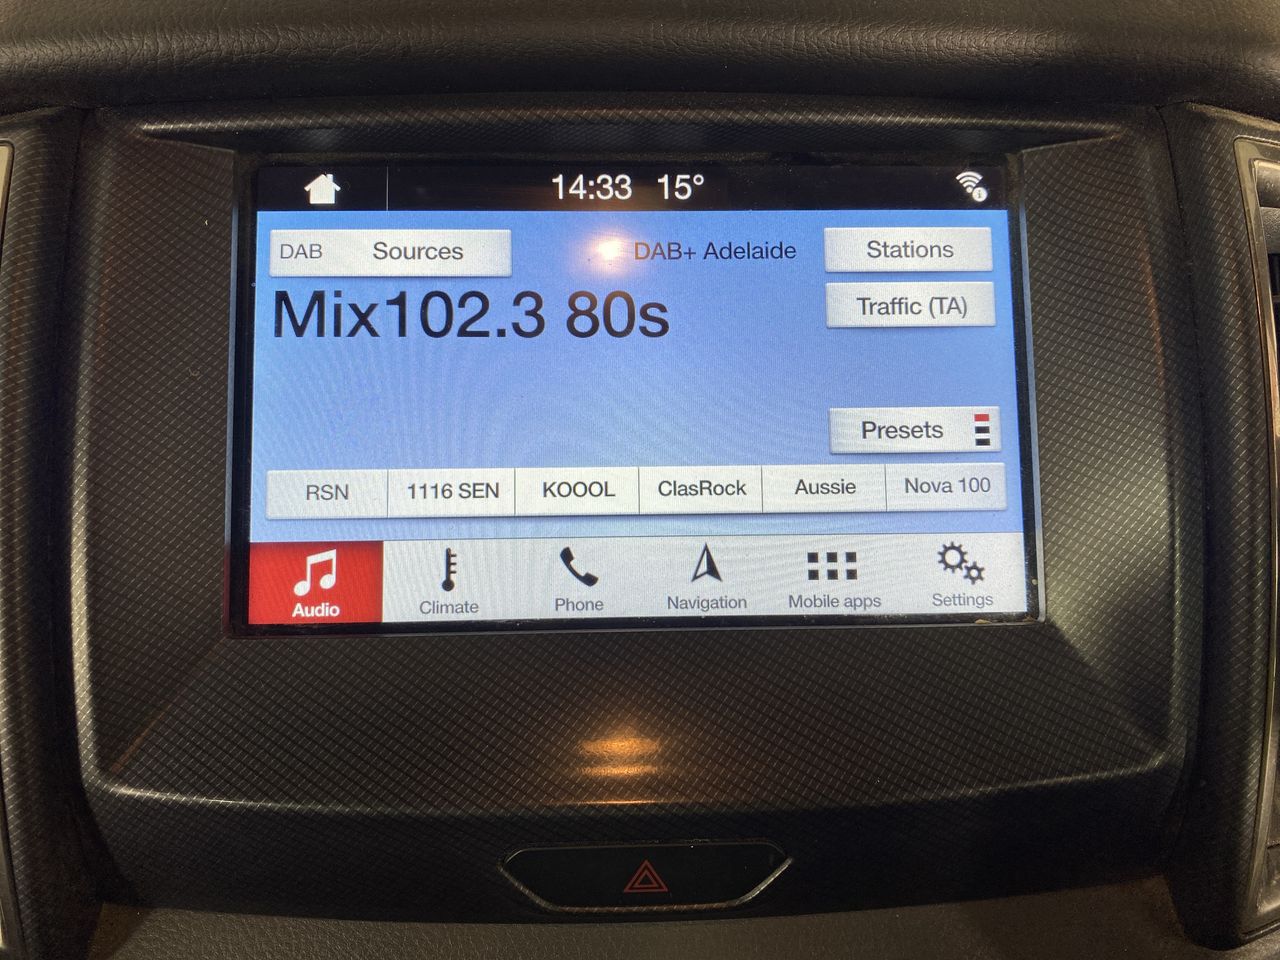 14:33 15°
DAB Sources
DAB+ Adelaide
Stations
Mix102.3 80s
Traffic (TA)
Presets
RSN
1116 SEN
KOOOL
ClasRock
Aussie
Nova 100
Audio
Climate
Phone
Navigation
Mobile apps
Settings